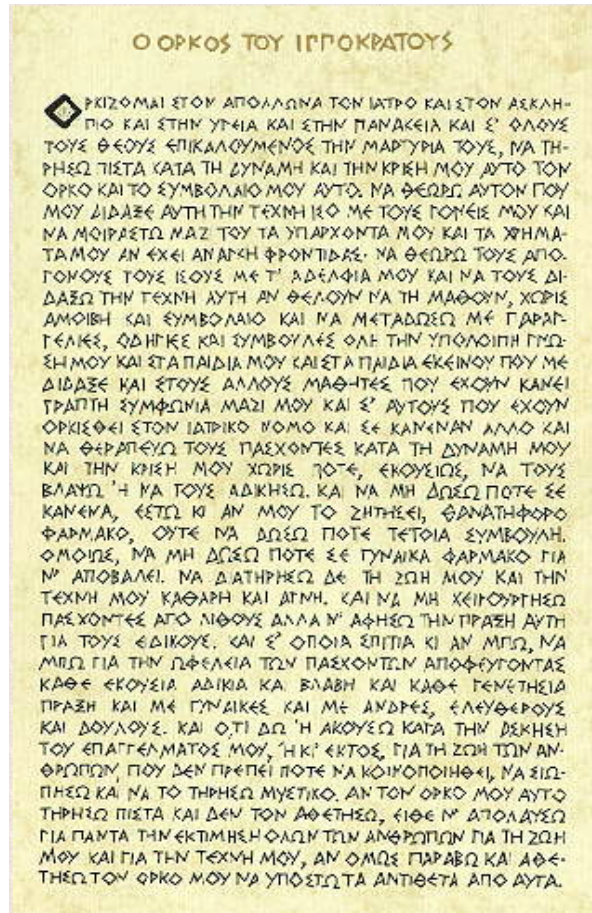 Ο ΟΡΚΟΣ ΤΟΥ ΙΠΠΟΚΡΑΤΟΥΣ
ΟΡΚΙΖΟΜΑΙ ΣΤΟΝ ΑΠΟΛΛΩΝΑ ΤΟΝ ΙΑΤΡΟ ΚΑΙ ΣΤΟΝ ΑΣΚΛΗ-
ΠΙΟ ΚΑΙ ΣΤΗΝ ΥΓΕΙΑ ΚΑΙ ΣΤΗΝ ΠΑΝΑΚΕΙΑ ΚΑΙ Σ' ΟΛΟΥΣ
ΤΟΥΣ ΘΕΟΥΣ ΕΠΙΚΑΛΟΥΜΕΝΟΣ ΤΗΝ ΜΑΡΤΥΡΙΑ ΤΟΥΣ, ΝΑ ΤΗ-
ΡΗΣΩ ΠΙΣΤΑ ΚΑΤΑ ΤΗ ΔΥΝΑΜΗ ΚΑΙ ΤΗΝ ΚΡΙΣΗ ΜΟΥ ΑΥΤΟ ΤΟΝ
ΟΡΚΟ ΚΑΙ ΤΟ ΣΥΜΒΟΛΑΙΟ ΜΟΥ ΑΥΤΟ. ΝΑ ΘΕΩΡΩ ΑΥΤΟΝ ΠΟΥ
ΜΟΥ ΔΙΔΑΞΕ ΑΥΤΗ ΤΗΝ ΤΕΧΝΗ ΙΣΟ ΜΕ ΤΟΥΣ ΓΟΝΕΙΣ ΜΟΥ ΚΑΙ
ΝΑ ΜΟΙΡΑΣΤΩ ΜΑΖΙ ΤΟΥ ΤΑ ΥΠΑΡΧΟΝΤΑ ΜΟΥ ΚΑΙ ΤΑ ΧΡΗΜΑ-
ΤΑ ΜΟΥ ΑΝ ΕΧΕΙ ΑΝΑΓΚΗ ΦΡΟΝΤΙΔΑΣ· ΝΑ ΘΕΩΡΩ ΤΟΥΣ ΑΠΟ-
ΓΟΝΟΥΣ ΤΟΥΣ ΙΣΟΥΣ ΜΕ Τ' ΑΔΕΛΦΙΑ ΜΟΥ ΚΑΙ ΝΑ ΤΟΥΣ ΔΙ-
ΔΑΞΩ ΤΗΝ ΤΕΧΝΗ ΑΥΤΗ ΑΝ ΘΕΛΟΥΝ ΝΑ ΤΗ ΜΑΘΟΥΝ, ΧΩΡΙΣ
ΑΜΟΙΒΗ ΚΑΙ ΣΥΜΒΟΛΑΙΟ ΚΑΙ ΝΑ ΜΕΤΑΔΩΣΩ ΜΕ ΠΑΡΑΓ-
ΓΕΛΙΕΣ, ΟΔΗΓΙΕΣ ΚΑΙ ΣΥΜΒΟΥΛΕΣ ΟΛΗ ΤΗΝ ΥΠΟΛΟΙΠΗ ΓΝΩ-
ΣΗ ΜΟΥ ΚΑΙ ΣΤΑ ΠΑΙΔΙΑ ΜΟΥ ΚΑΙ ΣΤΑ ΠΑΙΔΙΑ ΕΚΕΙΝΟΥ ΠΟΥ ΜΕ
ΔΙΔΑΞΕ ΚΑΙ ΣΤΟΥΣ ΑΛΛΟΥΣ ΜΑΘΗΤΕΣ ΠΟΥ ΕΧΟΥΝ ΚΑΝΕΙ
ΓΡΑΠΤΗ ΣΥΜΦΩΝΙΑ ΜΑΖΙ ΜΟΥ ΚΑΙ Σ' ΑΥΤΟΥΣ ΠΟΥ ΕΧΟΥΝ
ΟΡΚΙΣΘΕΙ ΣΤΟΝ ΙΑΤΡΙΚΟ ΝΟΜΟ ΚΑΙ ΣΕ ΚΑΝΕΝΑΝ ΑΛΛΟ ΚΑΙ
ΝΑ ΘΕΡΑΠΕΥΩ ΤΟΥΣ ΠΑΣΧΟΝΤΕΣ ΚΑΤΑ ΤΗ ΔΥΝΑΜΗ ΜΟΥ
ΚΑΙ ΤΗΝ ΚΡΙΣΗ ΜΟΥ ΧΩΡΙΣ ΠΟΤΕ, ΕΚΟΥΣΙΩΣ, ΝΑ ΤΟΥΣ
ΒΛΑΨΩ 'Η ΝΑ ΤΟΥΣ ΑΔΙΚΗΣΩ. ΚΑΙ ΝΑ ΜΗ ΔΩΣΩ ΠΟΤΕ ΣΕ
ΚΑΝΕΝΑ, ΕΣΤΩ ΚΙ ΑΝ ΜΟΥ ΤΟ ΖΗΤΗΣΕΙ, ΘΑΝΑΤΗΦΟΡΟ
ΦΑΡΜΑΚΟ, ΟΥΤΕ ΝΑ ΔΩΣΩ ΠΟΤΕ ΤΕΤΟΙΑ ΣΥΜΒΟΥΛΗ.
ΟΜΟΙΩΣ, ΝΑ ΜΗ ΔΩΣΩ ΠΟΤΕ ΣΕ ΓΥΝΑΙΚΑ ΦΑΡΜΑΚΟ ΓΙΑ
Ν' ΑΠΟΒΑΛΕΙ. ΝΑ ΔΙΑΤΗΡΗΣΩ ΔΕ ΤΗ ΖΩΗ ΜΟΥ ΚΑΙ ΤΗΝ
ΤΕΧΝΗ ΜΟΥ ΚΑΘΑΡΗ ΚΑΙ ΑΓΝΗ. ΚΑΙ ΝΑ ΜΗ ΧΕΙΡΟΥΡΓΗΣΩ
ΠΑΣΧΟΝΤΕΣ ΑΠΟ ΛΙΘΟΥΣ ΑΛΛΑ Ν' ΑΦΗΣΩ ΤΗΝ ΠΡΑΞΗ ΑΥΤΗ
ΓΙΑ ΤΟΥΣ ΕΔΙΚΟΥΣ. ΚΑΙ Σ' ΟΠΟΙΑ ΣΠΙΤΙΑ ΚΙ ΑΝ ΜΠΩ, ΝΑ
ΜΠΩ ΓΙΑ ΤΗΝ ΩΦΕΛΕΙΑ ΤΩΝ ΠΑΣΧΟΝΤΩΝ ΑΠΟΦΕΥΓΟΝΤΑΣ
ΚΑΘΕ ΕΚΟΥΣΙΑ ΑΔΙΚΙΑ ΚΑΙ ΒΛΑΒΗ ΚΑΙ ΚΑΘΕ ΓΕΝΕΤΗΣΙΑ
ΠΡΑΞΗ ΚΑΙ ΜΕ ΓΥΝΑΙΚΕΣ ΚΑΙ ΜΕ ΑΝΔΡΕΣ, ΕΛΕΥΘΕΡΟΥΣ
ΚΑΙ ΔΟΥΛΟΥΣ. ΚΑΙ Ο,ΤΙ ΔΩ 'Η ΑΚΟΥΣΩ ΚΑΤΑ ΤΗΝ ΑΣΚΗΣΗ
ΤΟΥ ΕΠΑΓΓΕΛΜΑΤΟΣ ΜΟΥ, 'Η Κ' ΕΚΤΟΣ, ΓΙΑ ΤΗ ΖΩΗ ΤΩΝ ΑΝ-
ΘΡΩΠΩΝ, ΠΟΥ ΔΕΝ ΠΡΕΠΕΙ ΠΟΤΕ ΝΑ ΚΟΙΝΟΠΟΙΗΘΕΙ, ΝΑ ΣΙΩ-
ΠΗΣΩ ΚΑΙ ΝΑ ΤΟ ΤΗΡΗΣΩ ΜΥΣΤΙΚΟ. ΑΝ ΤΟΝ ΟΡΚΟ ΜΟΥ ΑΥΤΟ
ΤΗΡΗΣΩ ΠΙΣΤΑ ΚΑΙ ΔΕΝ ΤΟΝ ΑΘΕΤΗΣΩ, ΕΙΘΕ Ν' ΑΠΟΛΑΥΣΩ
ΓΙΑ ΠΑΝΤΑ ΤΗΝ ΕΚΤΙΜΗΣΗ ΟΛΩΝ ΤΩΝ ΑΝΘΡΩΠΩΝ ΓΙΑ ΤΗ ΖΩΗ
ΜΟΥ ΚΑΙ ΓΙΑ ΤΗΝ ΤΕΧΝΗ ΜΟΥ, ΑΝ ΟΜΩΣ ΠΑΡΑΒΩ ΚΑΙ ΑΘΕ-
ΤΗΣΩ ΤΟΝ ΟΡΚΟ ΜΟΥ ΝΑ ΥΠΟΣΤΩ ΤΑ ΑΝΤΙΘΕΤΑ ΑΠΟ ΑΥΤΑ.